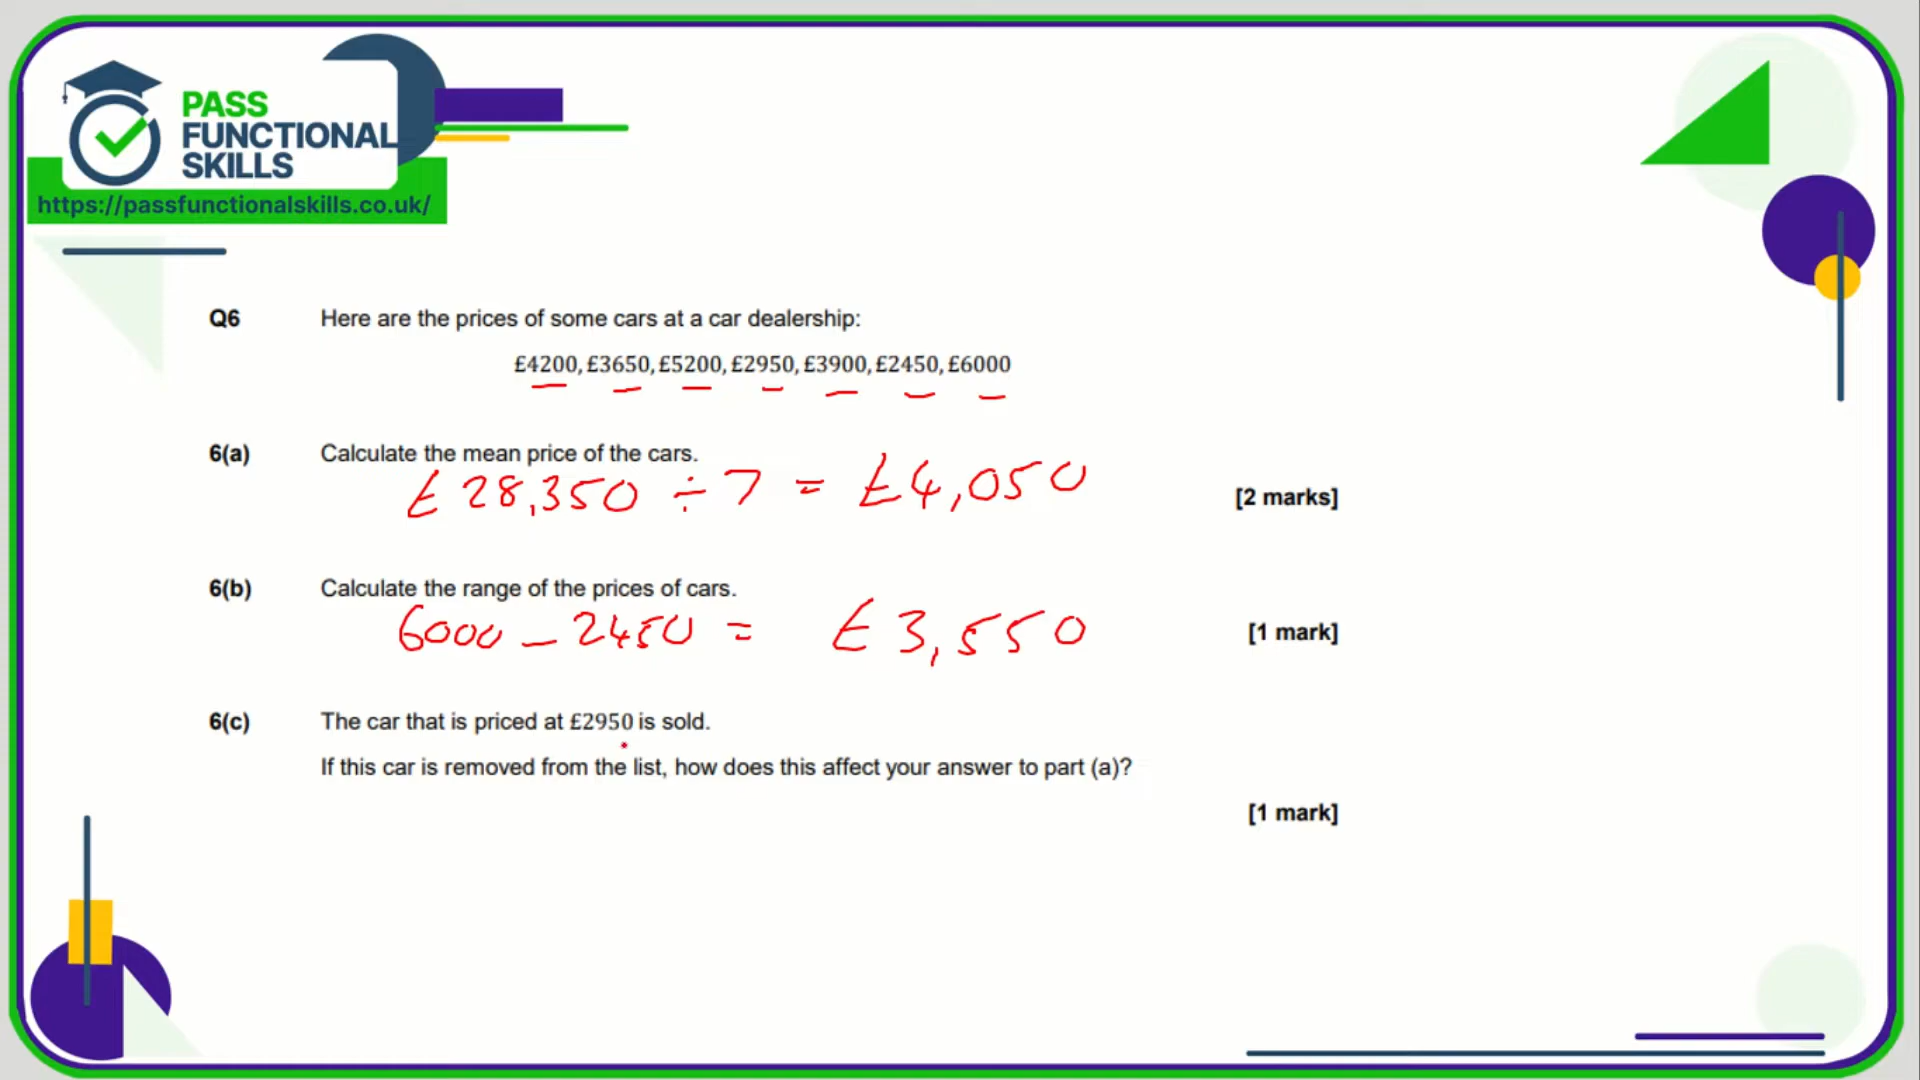 PASS
FUNCTIONAL
SKILLS
https://passfunctionalskills.co.uk/
Q6 Here are the prices of some cars at a car dealership:
£4200, £3650, £5200, £2950, £3900, £2450, £6000
6(a) Calculate the mean price of the cars.
£28,350 ÷ 7 = £4,050
[2 marks]
6(b) Calculate the range of the prices of cars.
6000 - 2450 = £3,550
[1 mark]
6(c) The car that is priced at £2950 is sold.
If this car is removed from the list, how does this affect your answer to part (a)?
[1 mark]